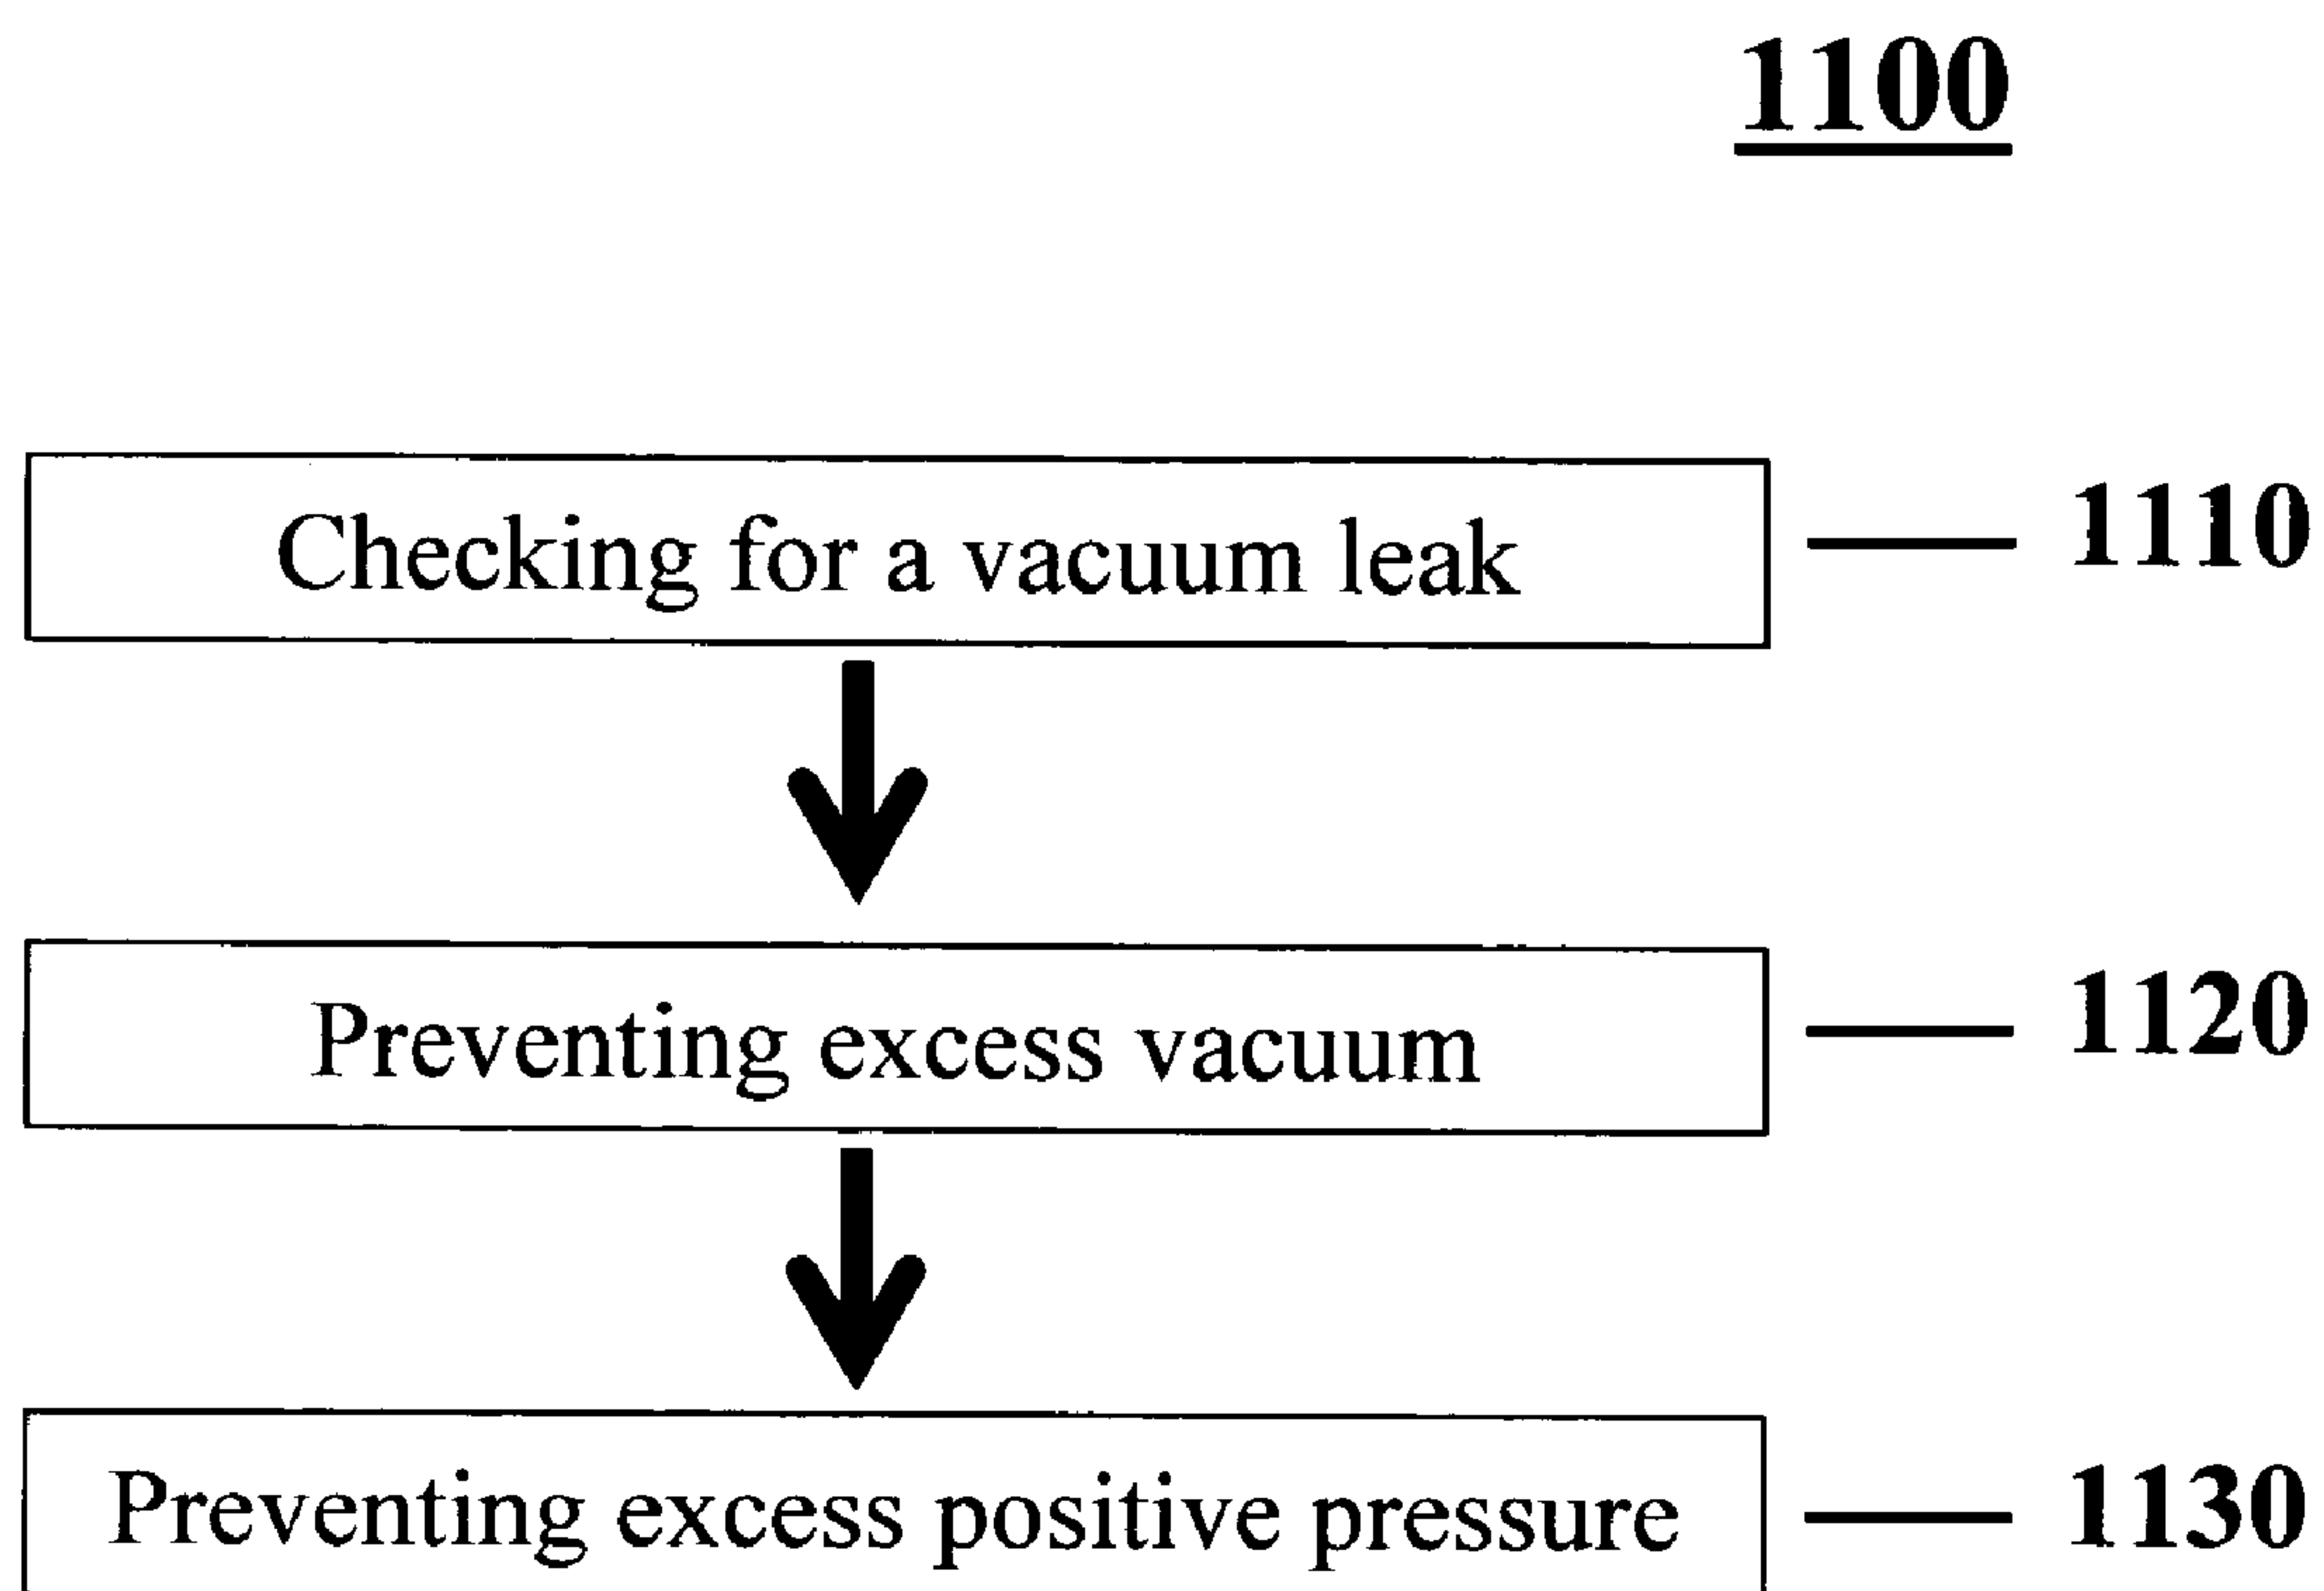 1100
Checking for a vacuum leak
1110
Preventing excess vacuum
1120
Preventing excess positive pressure
1130